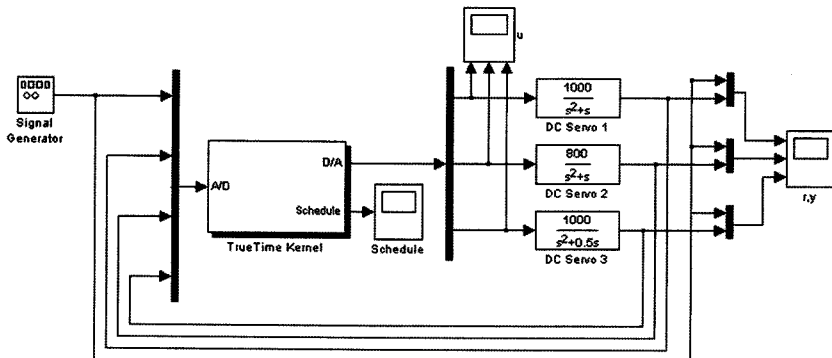 u
Signal
Generator
A/D
D/A
Schedule
TrueTime Kernel
Schedule
1000
s²+s
DC Servo 1
800
s²+s
DC Servo 2
1000
s²+0.5s
DC Servo 3
r,y